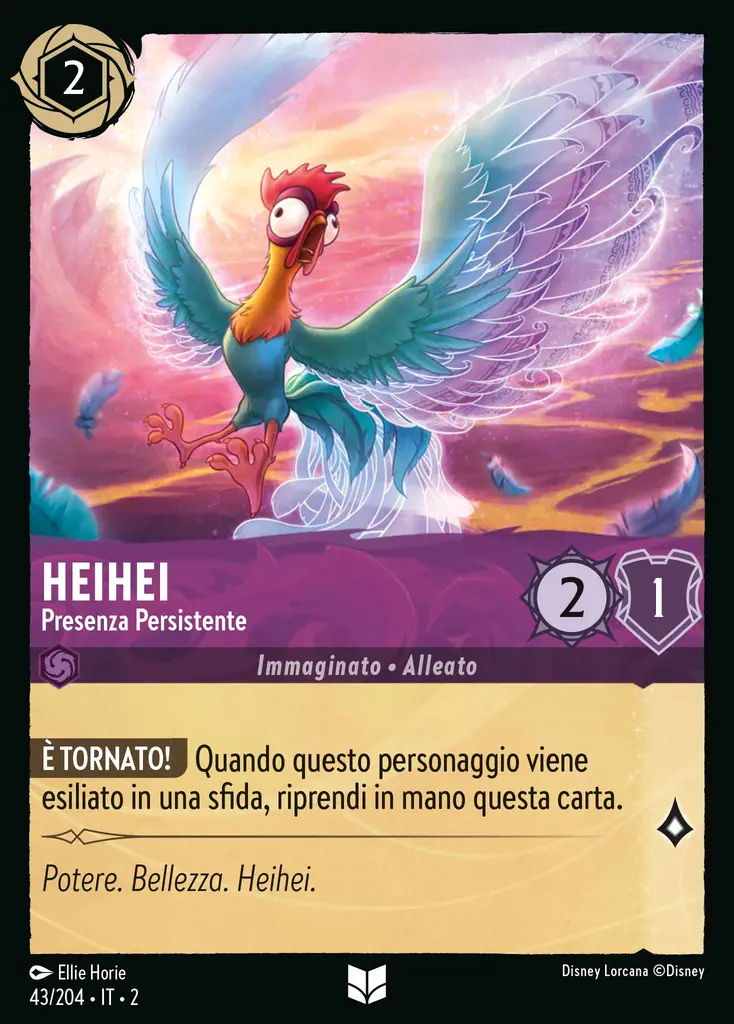 2
HEIHEI
Presenza Persistente
2
1
Immaginato • Alleato
È TORNATO! Quando questo personaggio viene
esiliato in una sfida, riprendi in mano questa carta.
Potere. Bellezza. Heihei.
Ellie Horie
Disney Lorcana ©Disney
43/204 • IT • 2